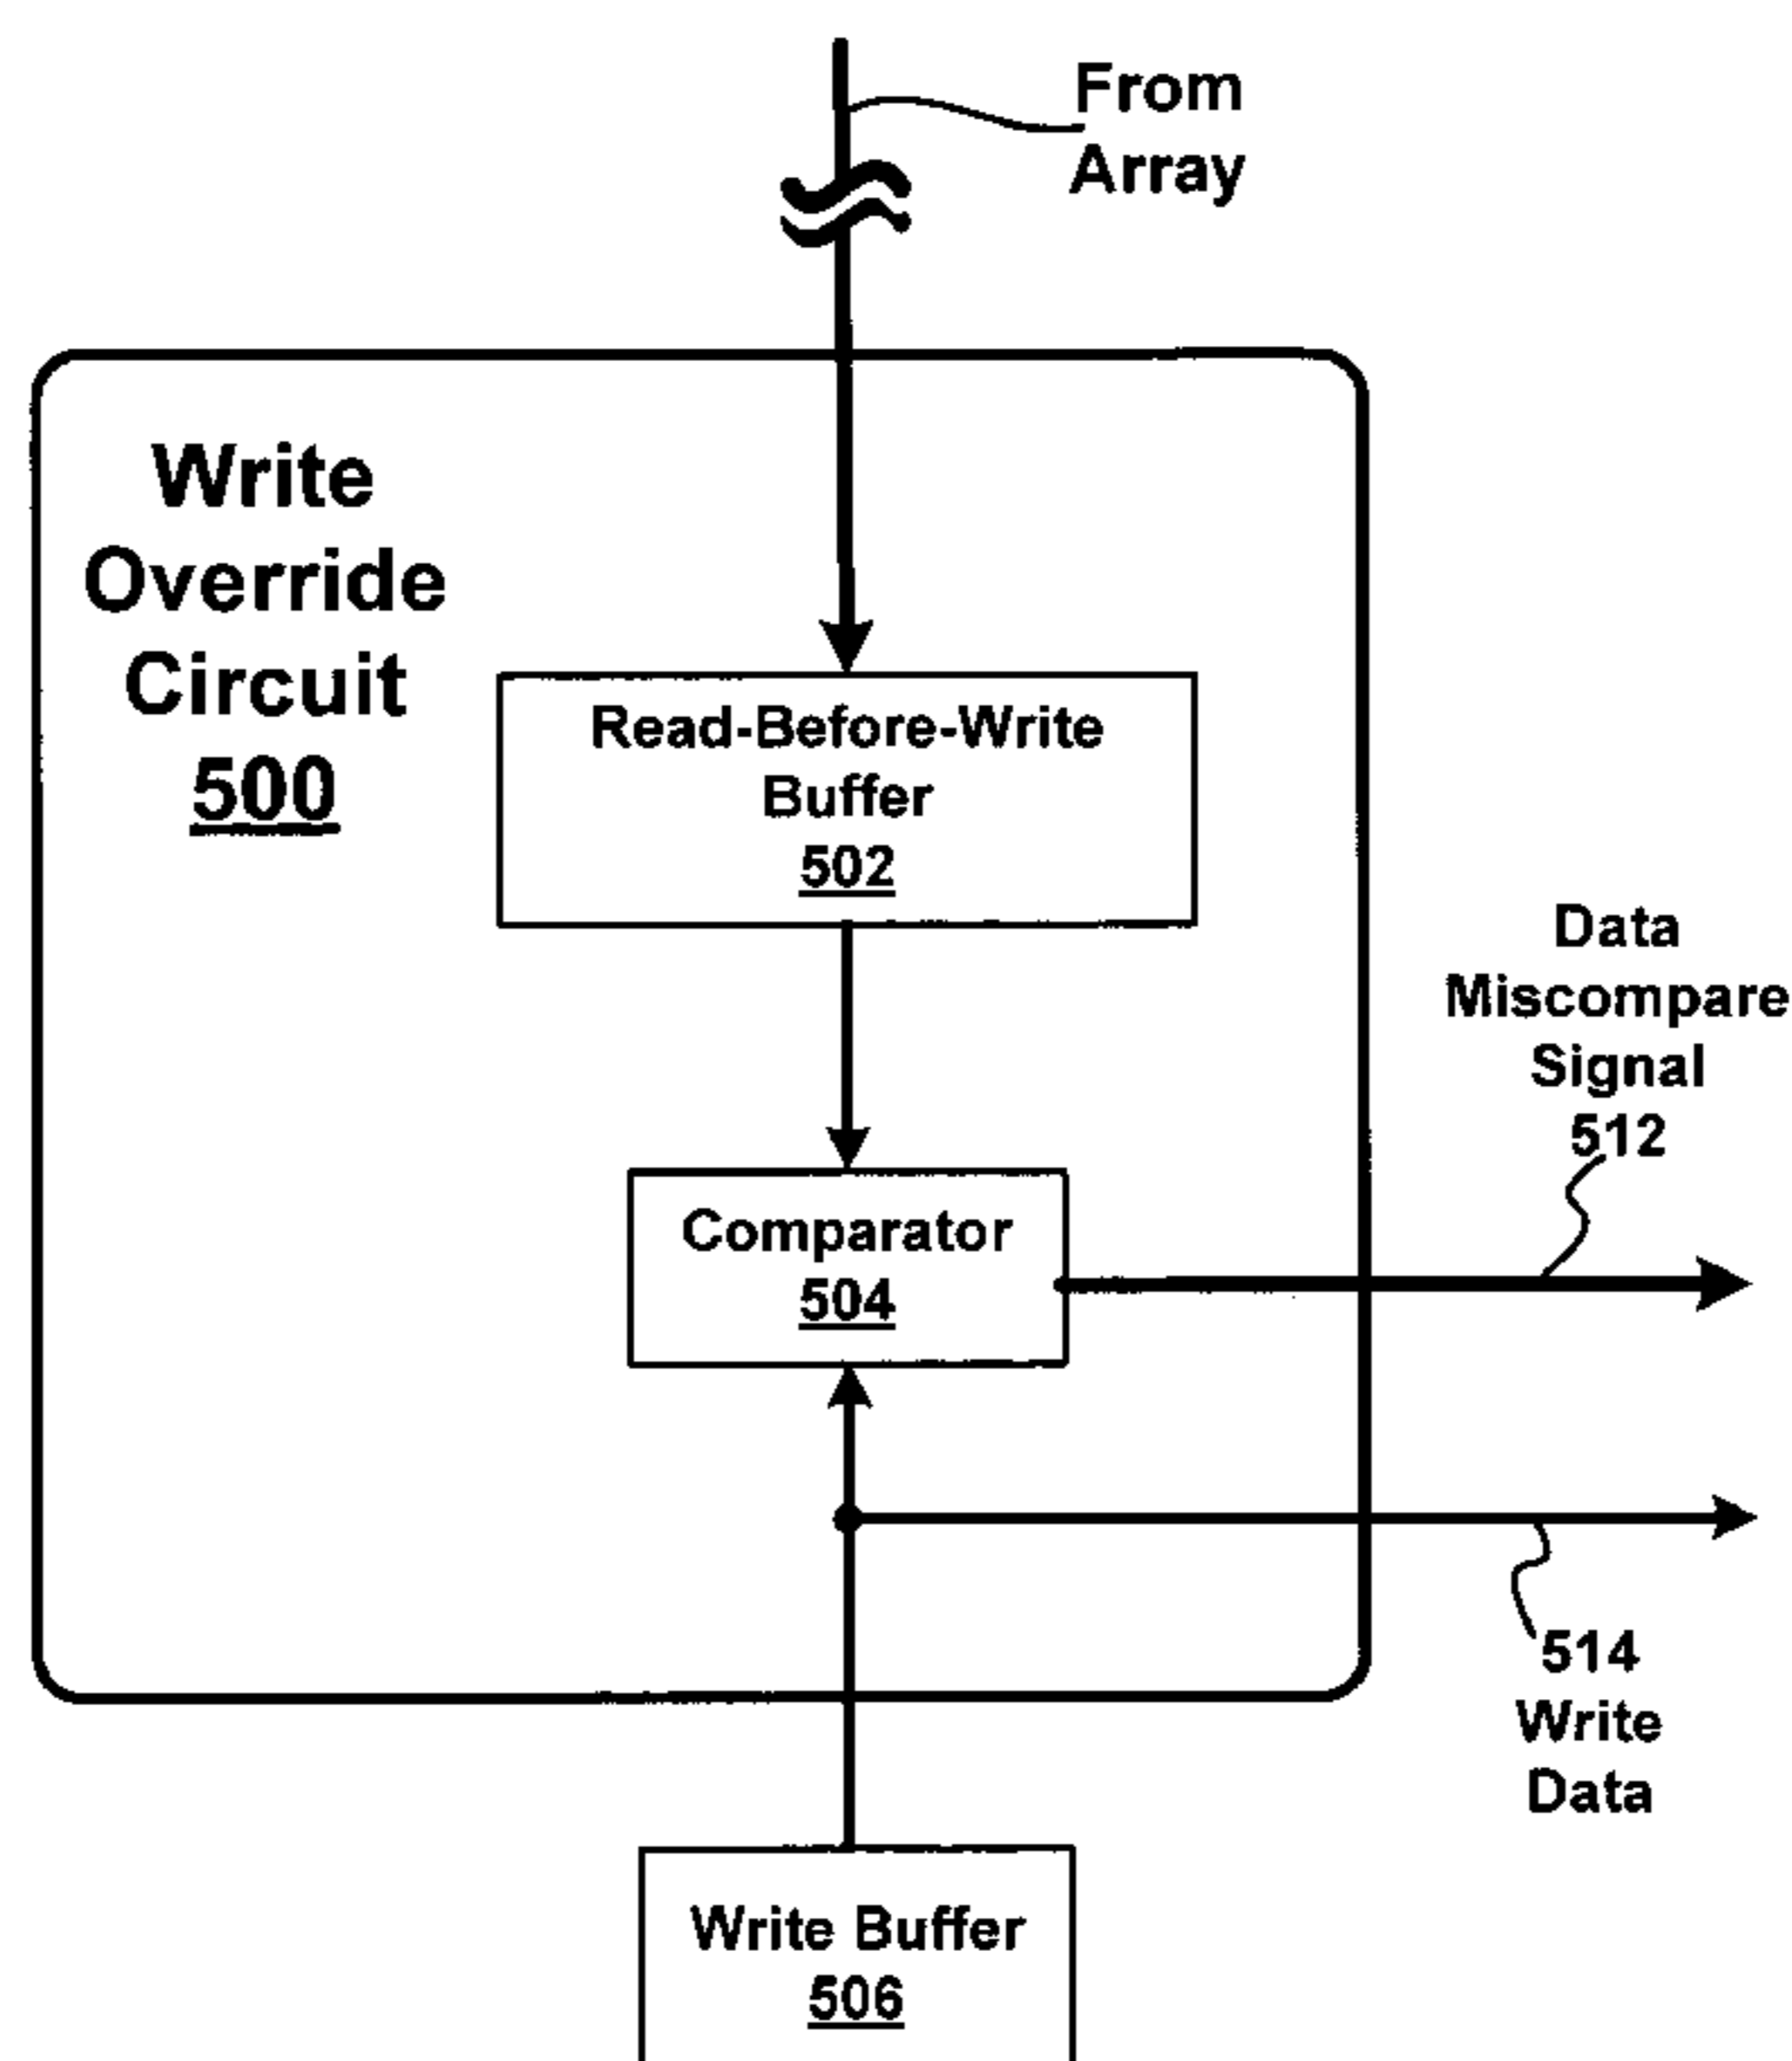 From
Array
Write
Override
Circuit
500
Read-Before-Write
Buffer
502
Data
Miscompare
Signal
512
Comparator
504
514
Write
Data
Write Buffer
506